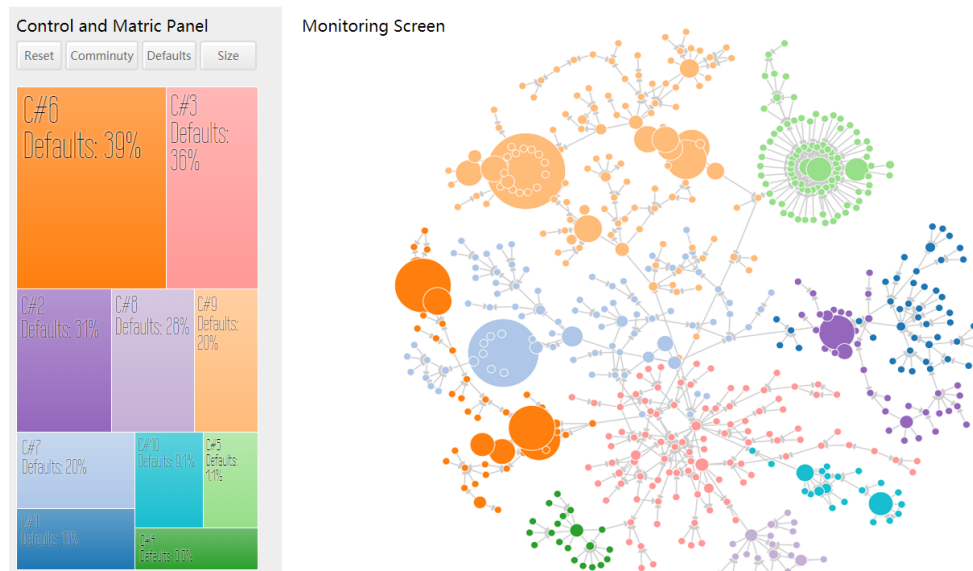 Control and Matric Panel
Monitoring Screen
Reset
Comminuty
Defaults
Size
C#6
Defaults: 39%
C#3
Defaults:
36%
C#2
Defaults: 31%
C#8
Defaults: 28%
C#9
Defaults:
20%
C#7
Defaults: 20%
C#10
Defaults: 9.1%
C#5
Defaults:
C#1
Defaults:
C#4
Defaults: 0.0%